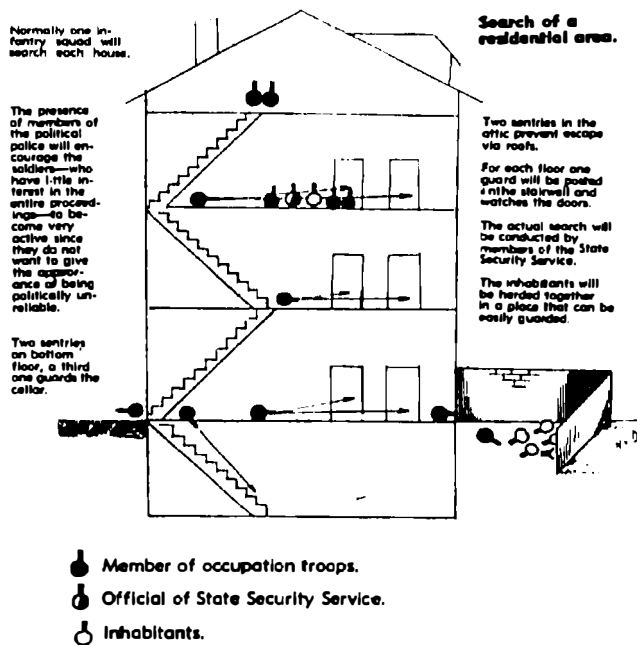 Normally one in-
fantry squad will
search each house.
Search of a
residential area.
The presence
of members of
the political
police will en-
courage the
soldiers—who
have little in-
terest in the
entire proceed-
ings—to be-
come very
active since
they do not
want to give
the appear-
ance of being
politically un-
reliable.
Two sentries
on bottom
floor, a third
one guards the
cellar.
Two sentries in the
attic prevent escape
via roofs.
For each floor one
guard will be posted
in the stairwell and
watches the doors.
The actual search will
be conducted by
members of the State
Security Service.
The inhabitants will
be herded together
in a place that can be
easily guarded.
Member of occupation troops.
Official of State Security Service.
Inhabitants.